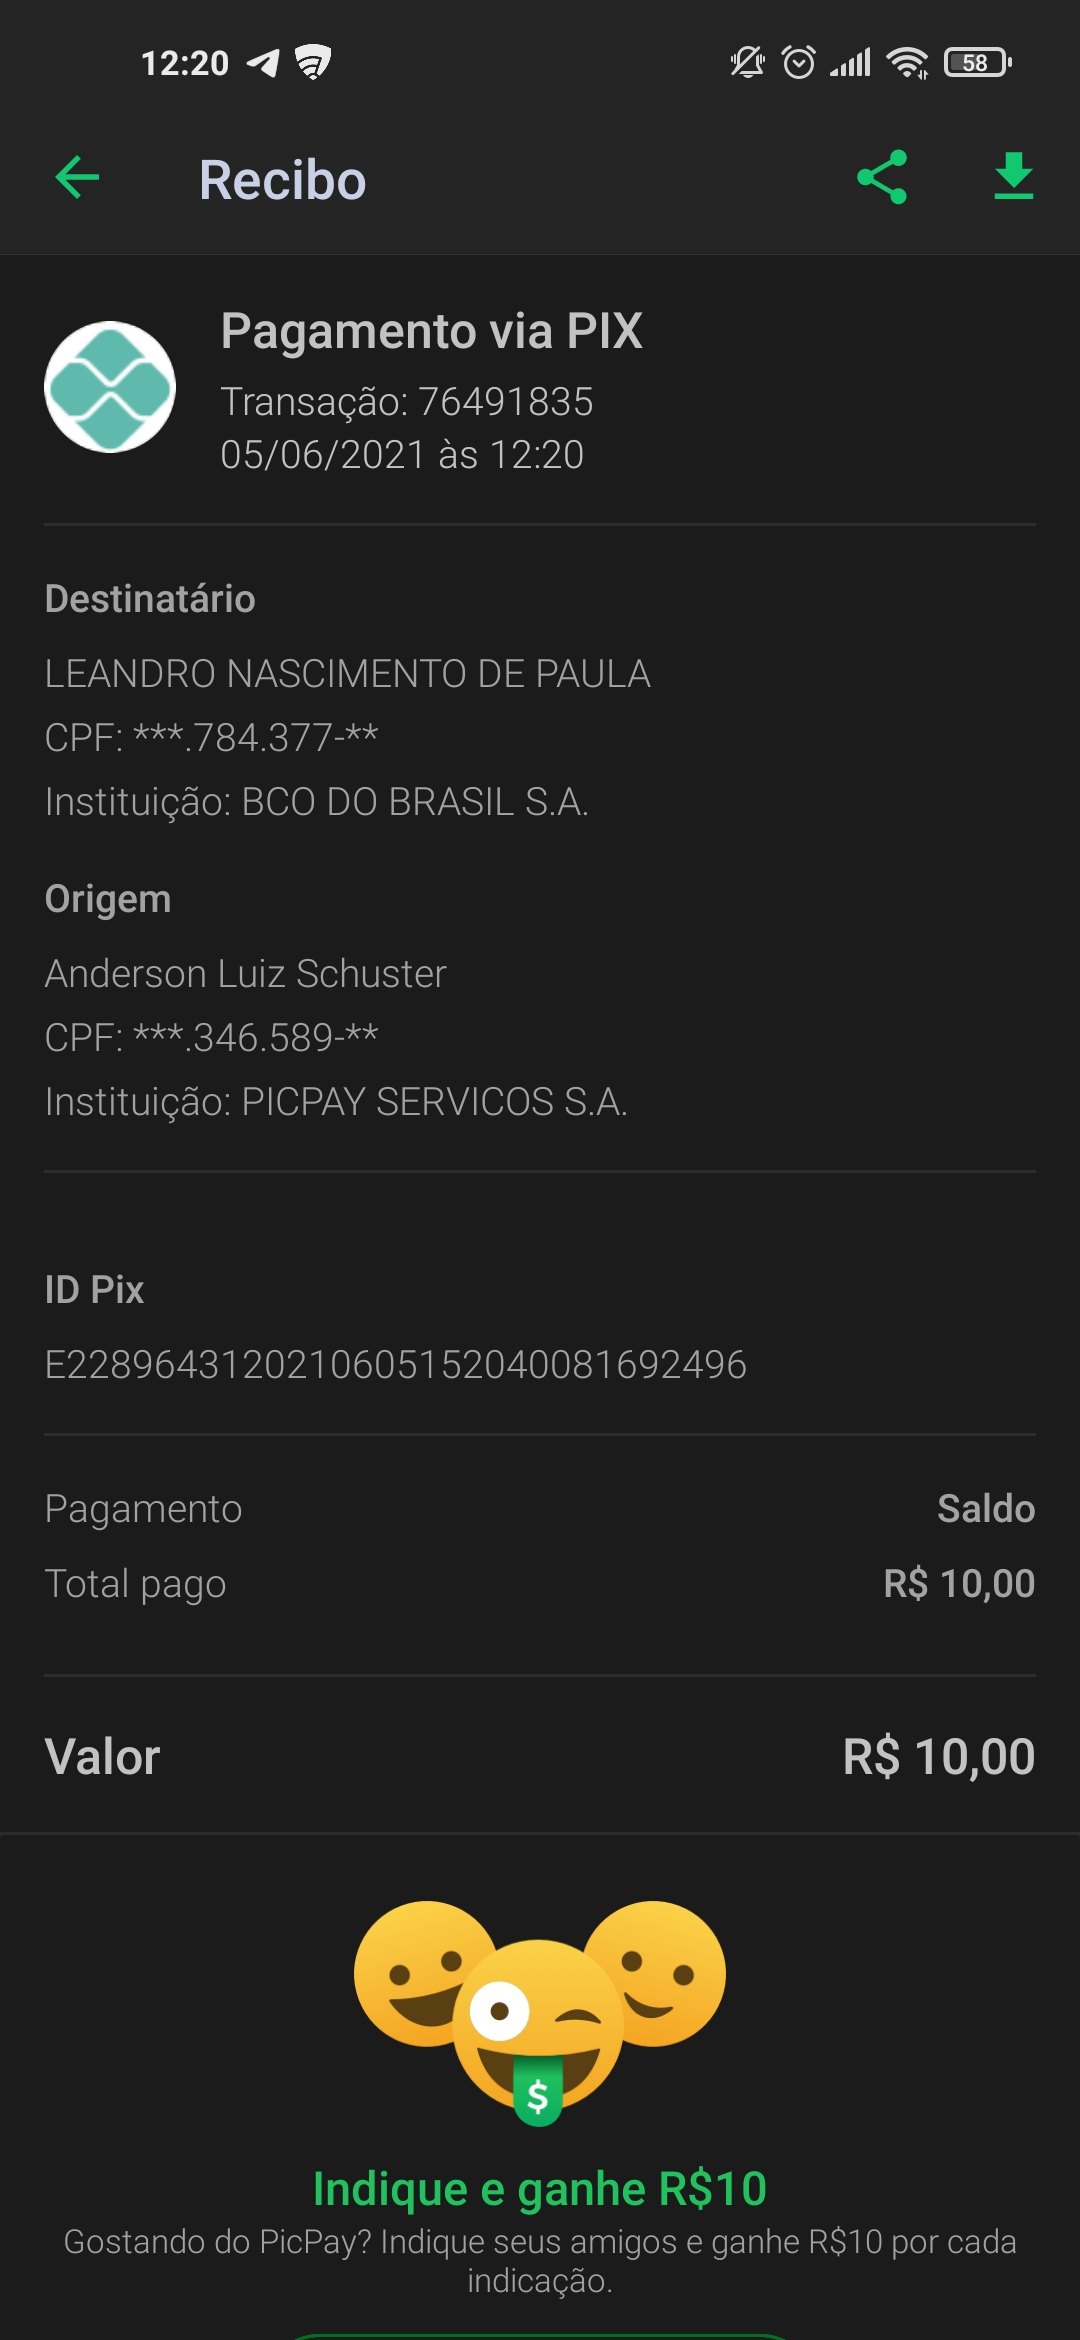 12:20
58
Recibo
Pagamento via PIX
Transação: 76491835
05/06/2021 às 12:20
Destinatário
LEANDRO NASCIMENTO DE PAULA
CPF: ***.784.377-**
Instituição: BCO DO BRASIL S.A.
Origem
Anderson Luiz Schuster
CPF: ***.346.589-**
Instituição: PICPAY SERVICOS S.A.
ID Pix
E2289643120210605152040081692496
Pagamento Saldo
Total pago R$ 10,00
Valor R$ 10,00
$
Indique e ganhe R$10
Gostando do PicPay? Indique seus amigos e ganhe R$10 por cada
indicação.